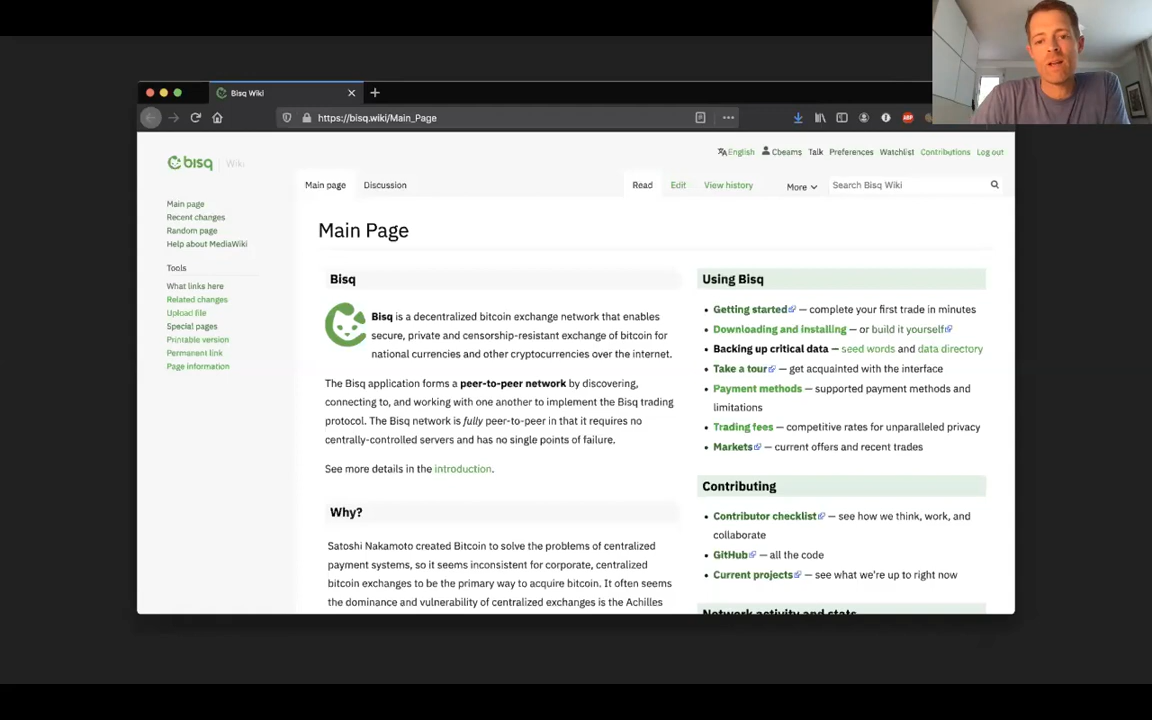 Bisq Wiki
https://bisq.wiki/Main_Page
bisq | Wiki
English Cbeams Talk Preferences Watchlist Contributions Log out
Main page Discussion Read Edit View history More Search Bisq Wiki
Main page
Recent changes
Random page
Help about MediaWiki
Tools
What links here
Related changes
Upload file
Special pages
Printable version
Permanent link
Page information
Main Page
Bisq
Bisq is a decentralized bitcoin exchange network that enables
secure, private and censorship-resistant exchange of bitcoin for
national currencies and other cryptocurrencies over the internet.
The Bisq application forms a peer-to-peer network by discovering,
connecting to, and working with one another to implement the Bisq trading
protocol. The Bisq network is fully peer-to-peer in that it requires no
centrally-controlled servers and has no single points of failure.
See more details in the introduction.
Why?
Satoshi Nakamoto created Bitcoin to solve the problems of centralized
payment systems, so it seems inconsistent for corporate, centralized
bitcoin exchanges to be the primary way to acquire bitcoin. It often seems
the dominance and vulnerability of centralized exchanges is the Achilles
Using Bisq
• Getting started — complete your first trade in minutes
• Downloading and installing — or build it yourself
• Backing up critical data — seed words and data directory
• Take a tour — get acquainted with the interface
• Payment methods — supported payment methods and
limitations
• Trading fees — competitive rates for unparalleled privacy
• Markets — current offers and recent trades
Contributing
• Contributor checklist — see how we think, work, and
collaborate
• GitHub — all the code
• Current projects — see what we're up to right now
Network activity and stats